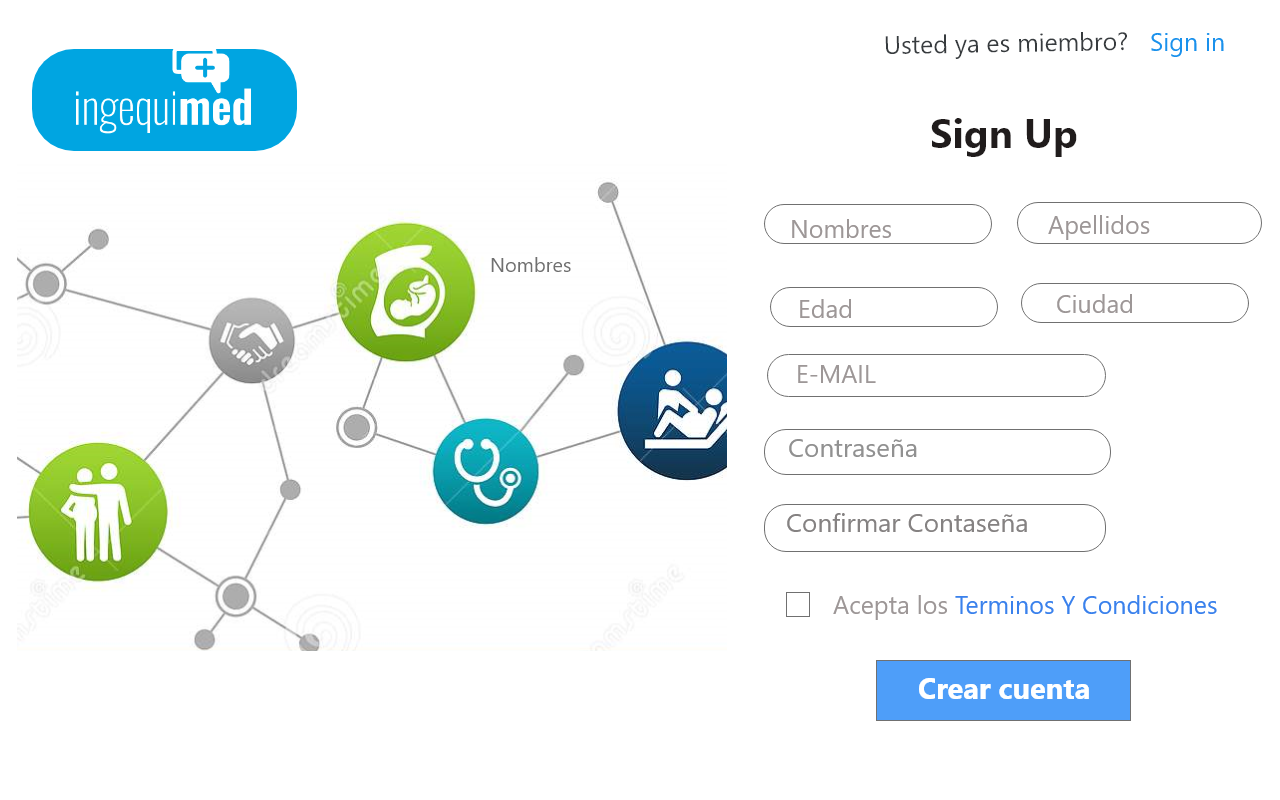 Usted ya es miembro? Sign in
ingequimed
Sign Up
Nombres Apellidos
Nombres
Edad Ciudad
E-MAIL
Contraseña
Confirmar Contaseña
Acepta los Terminos Y Condiciones
Crear cuenta